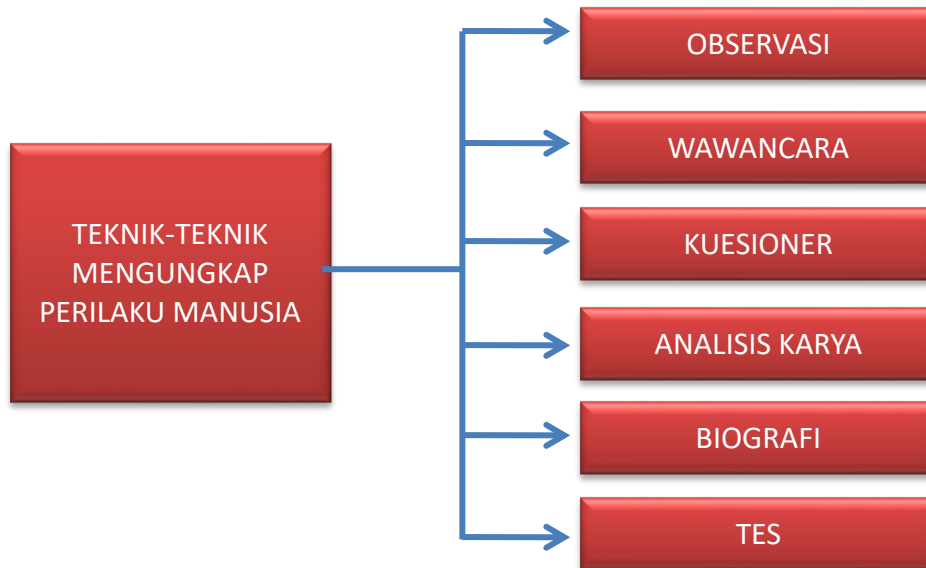 TEKNIK-TEKNIK
MENGUNGKAP
PERILAKU MANUSIA
OBSERVASI
WAWANCARA
KUESIONER
ANALISIS KARYA
BIOGRAFI
TES